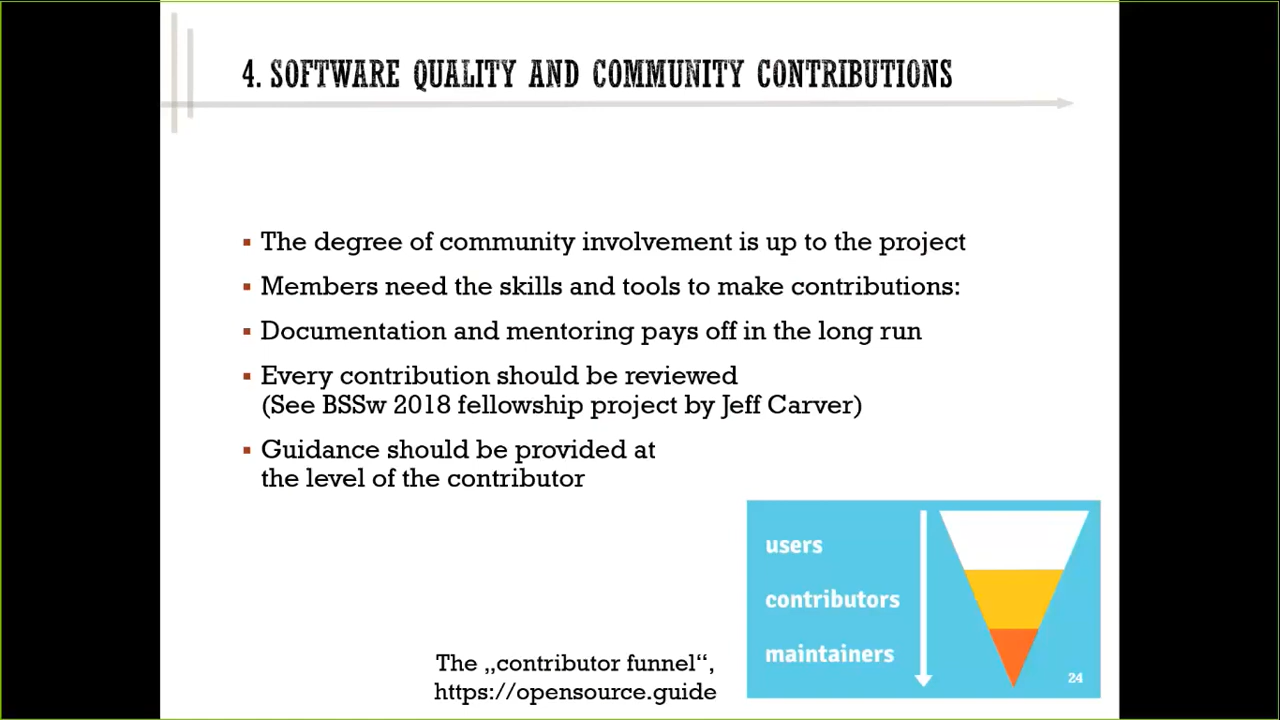 4. SOFTWARE QUALITY AND COMMUNITY CONTRIBUTIONS
▪ The degree of community involvement is up to the project
▪ Members need the skills and tools to make contributions:
▪ Documentation and mentoring pays off in the long run
▪ Every contribution should be reviewed
(See BSSw 2018 fellowship project by Jeff Carver)
▪ Guidance should be provided at
the level of the contributor
users
contributors
maintainers
24
The „contributor funnel“,
https://opensource.guide